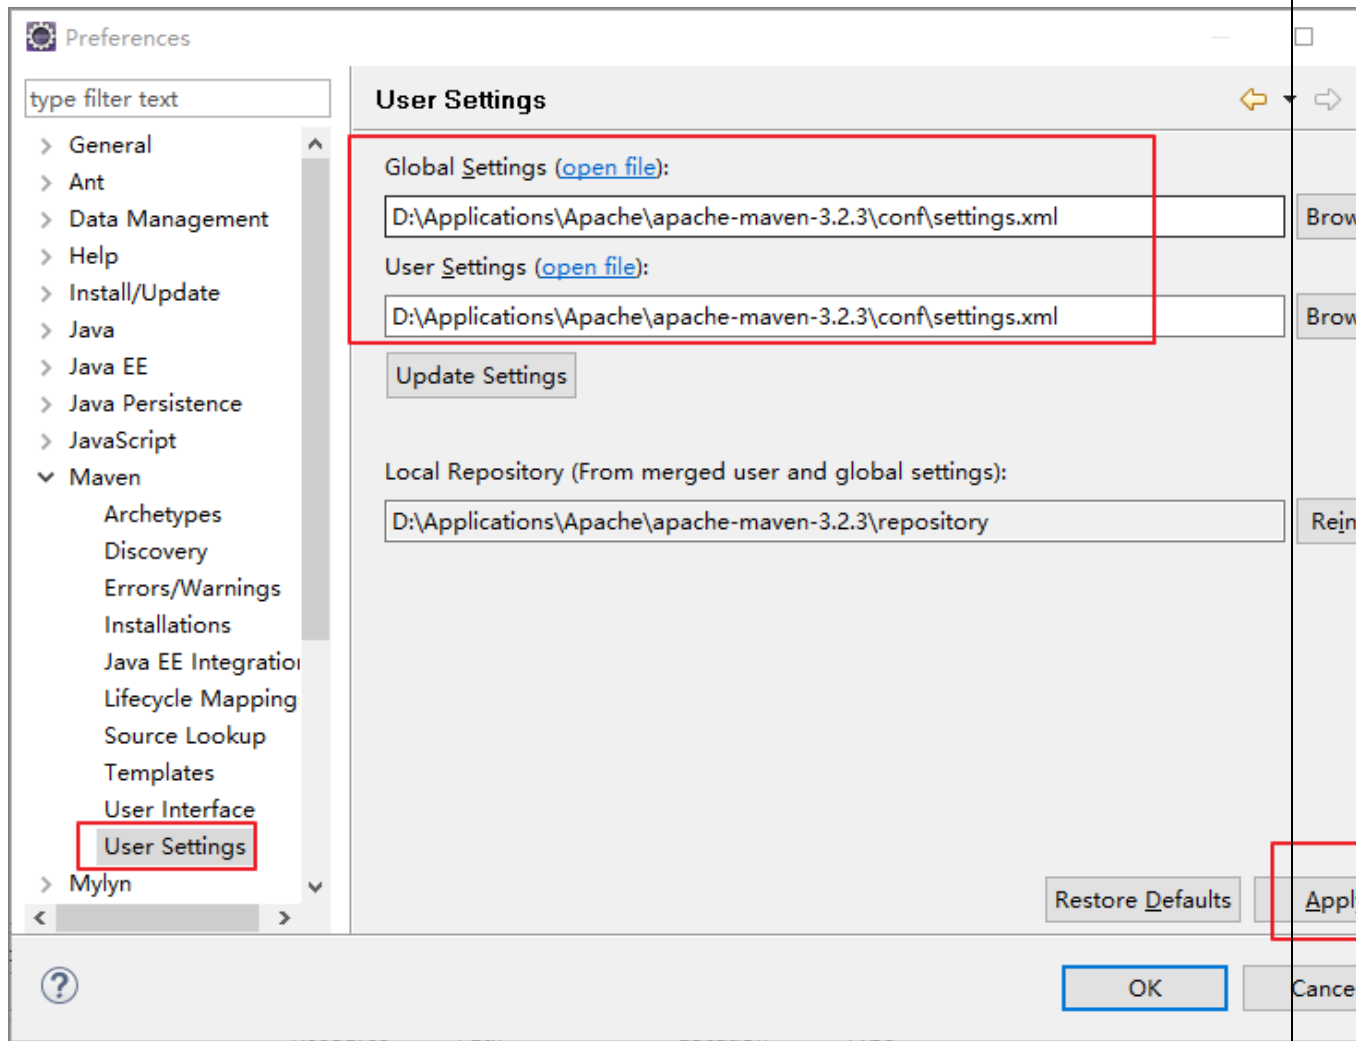 Preferences
type filter text
User Settings
General
Ant
Data Management
Help
Install/Update
Java
Java EE
Java Persistence
JavaScript
Maven
Archetypes
Discovery
Errors/Warnings
Installations
Java EE Integration
Lifecycle Mapping
Source Lookup
Templates
User Interface
User Settings
Mylyn
Global Settings (open file):
D:\Applications\Apache\apache-maven-3.2.3\conf\settings.xml
Brow
User Settings (open file):
D:\Applications\Apache\apache-maven-3.2.3\conf\settings.xml
Brow
Update Settings
Local Repository (From merged user and global settings):
D:\Applications\Apache\apache-maven-3.2.3\repository
Rein
Restore Defaults
Apply
?
OK
Cance